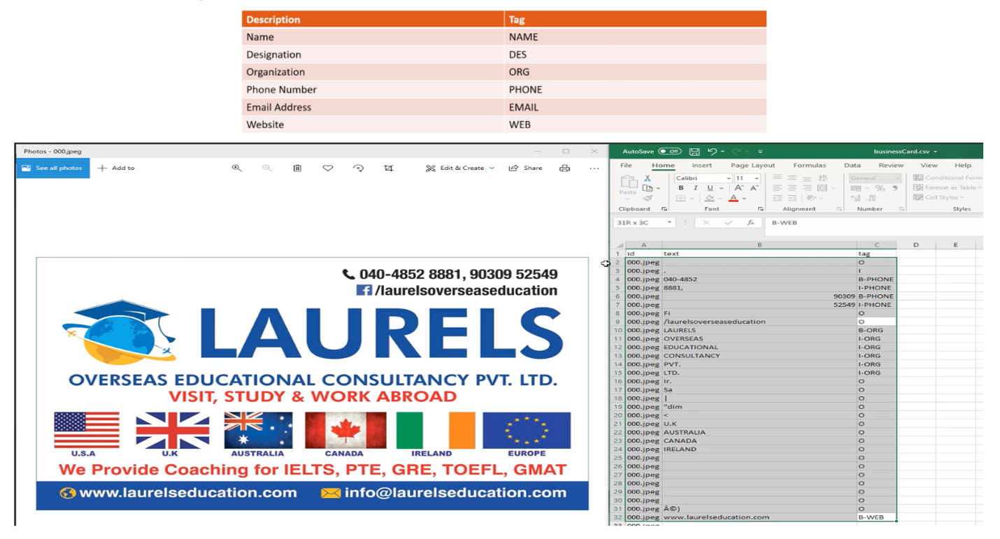 Description Tag
Name NAME
Designation DES
Organization ORG
Phone Number PHONE
Email Address EMAIL
Website WEB
Photos - 000.jpeg
See all photos + Add to Edit & Create Share ...
040-4852 8881, 90309 52549
/laurelsoverseaseducation
LAURELS
OVERSEAS EDUCATIONAL CONSULTANCY PVT. LTD.
VISIT, STUDY & WORK ABROAD
U.S.A U.K AUSTRALIA CANADA IRELAND EUROPE
We Provide Coaching for IELTS, PTE, GRE, TOEFL, GMAT
www.laurelseducation.com info@laurelseducation.com
AutoSave Off businessCard.csv
File Home Insert Page Layout Formulas Data Review View Help
Calibri 11 General Conditional Form
Paste B I U A A Format as Table
Cell Styles
Clipboard Font Alignment Number Styles
31R x 3C fx B-WEB
A B C D E
1 id text tag
2 000.jpeg O
3 000.jpeg . I
4 000.jpeg 040-4852 B-PHONE
5 000.jpeg 8881, I-PHONE
6 000.jpeg 90309 B-PHONE
7 000.jpeg 52549 I-PHONE
8 000.jpeg Fi O
9 000.jpeg /laurelsoverseaseducation O
10 000.jpeg LAURELS B-ORG
11 000.jpeg OVERSEAS I-ORG
12 000.jpeg EDUCATIONAL I-ORG
13 000.jpeg CONSULTANCY I-ORG
14 000.jpeg PVT. I-ORG
15 000.jpeg LTD. I-ORG
16 000.jpeg Ir. O
17 000.jpeg Sa O
18 000.jpeg | O
19 000.jpeg "dim O
20 000.jpeg < O
21 000.jpeg U.K O
22 000.jpeg AUSTRALIA O
23 000.jpeg CANADA O
24 000.jpeg IRELAND O
25 000.jpeg O
26 000.jpeg O
27 000.jpeg O
28 000.jpeg O
29 000.jpeg O
30 000.jpeg O
31 000.jpeg Â©) O
32 000.jpeg www.laurelseducation.com B-WEB